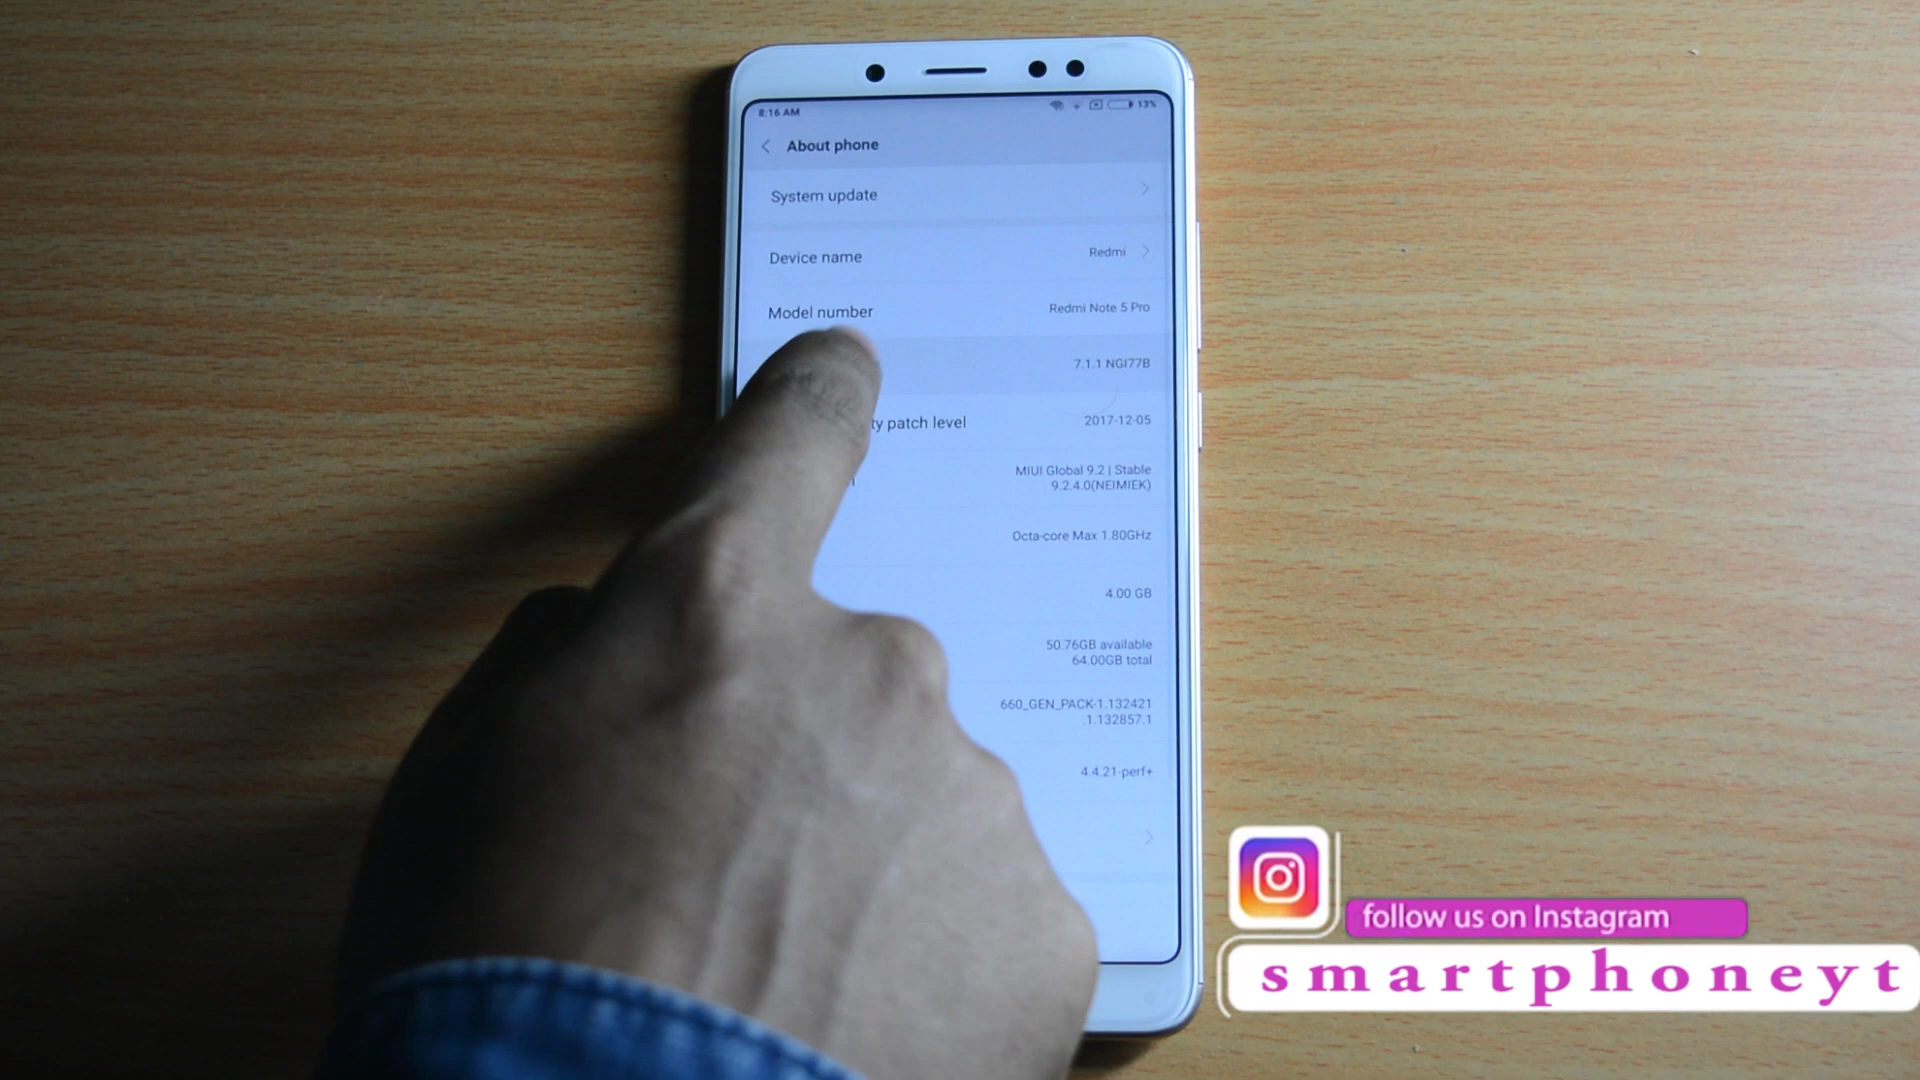 8:16 AM
13%
About phone
System update
Device name
Redmi
Model number
Redmi Note 5 Pro
7.1.1 NGI77B
ty patch level
2017-12-05
MIUI Global 9.2 | Stable
9.2.4.0(NEIMIEK)
Octa-core Max 1.80GHz
4.00 GB
50.76GB available
64.00GB total
660_GEN_PACK-1.132421
.1.132857.1
4.4.21-perf+
follow us on Instagram
smartphoneyt